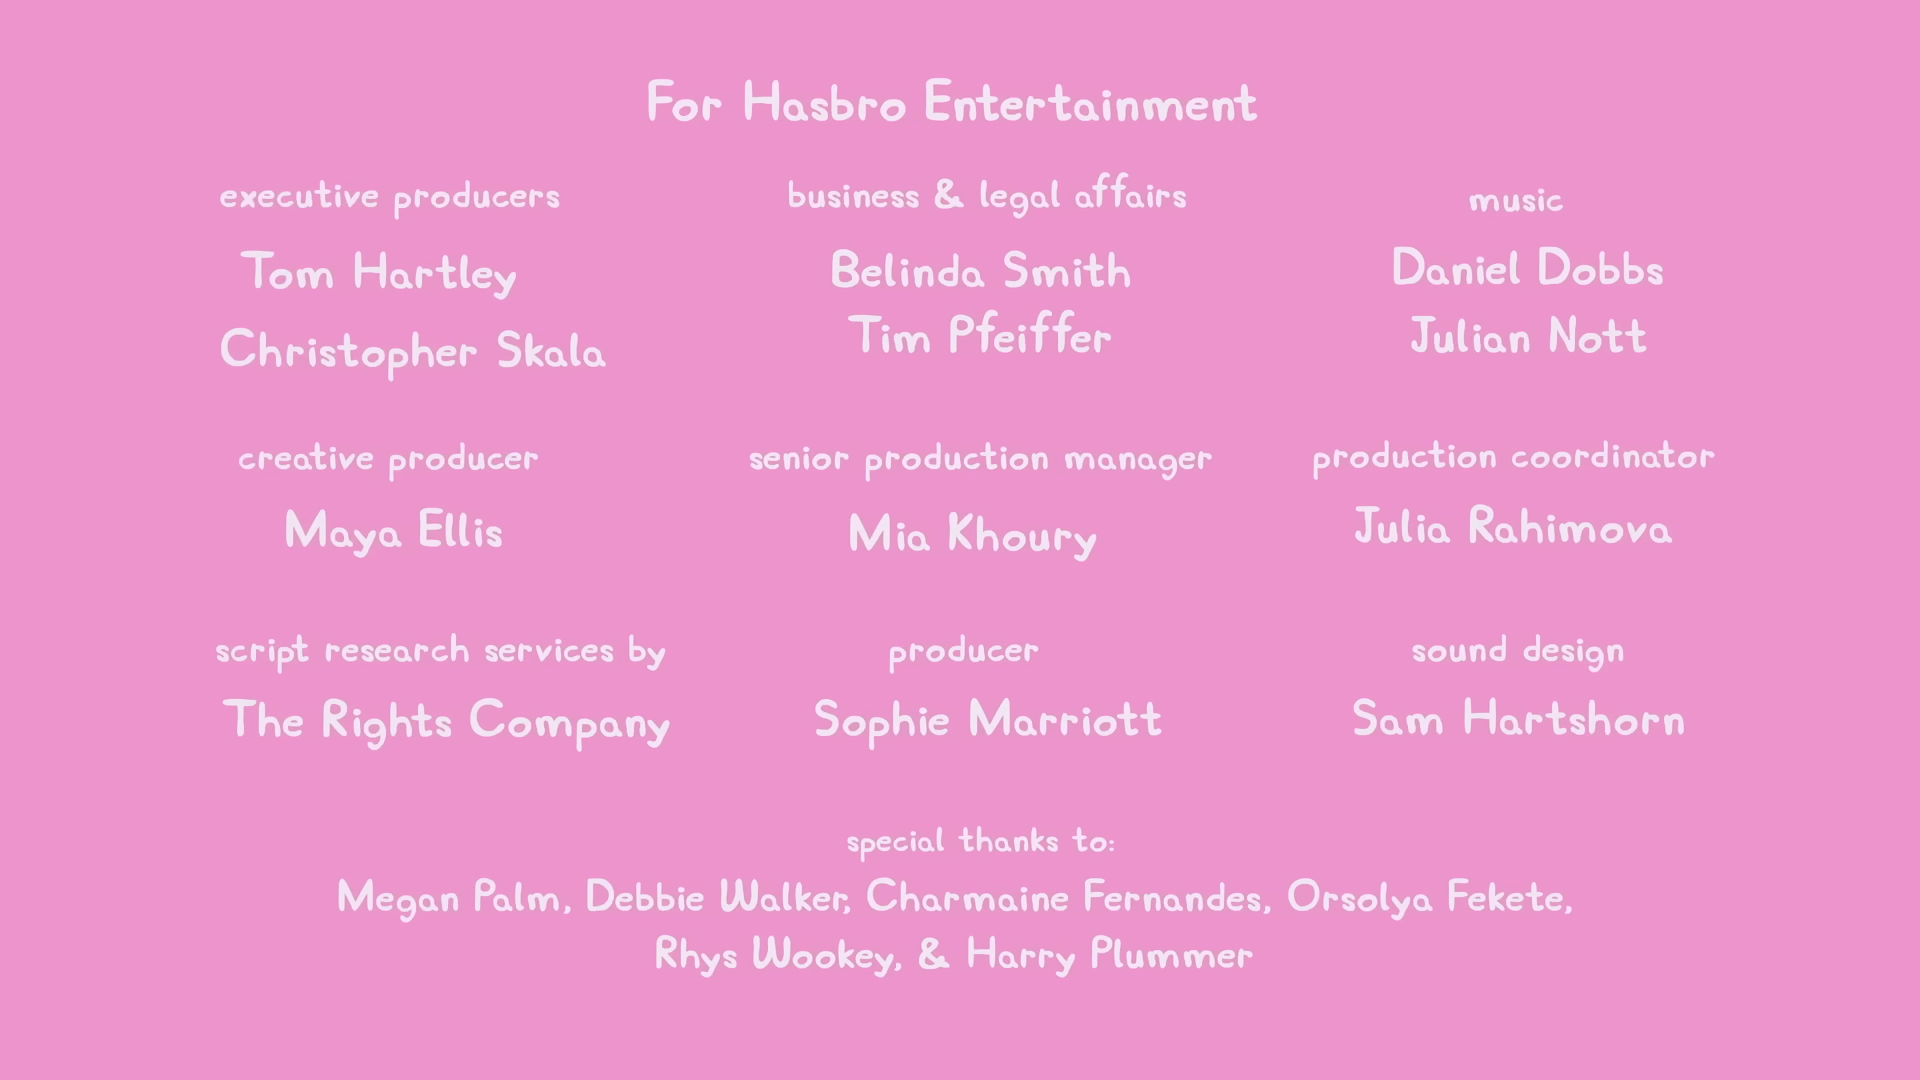 For Hasbro Entertainment
executive producers
Tom Hartley
Christopher Skala
business & legal affairs
Belinda Smith
Tim Pfeiffer
music
Daniel Dobbs
Julian Nott
creative producer
Maya Ellis
senior production manager
Mia Khoury
production coordinator
Julia Rahimova
script research services by
The Rights Company
producer
Sophie Marriott
sound design
Sam Hartshorn
special thanks to:
Megan Palm, Debbie Walker, Charmaine Fernandes, Orsolya Fekete,
Rhys Wookey, & Harry Plummer